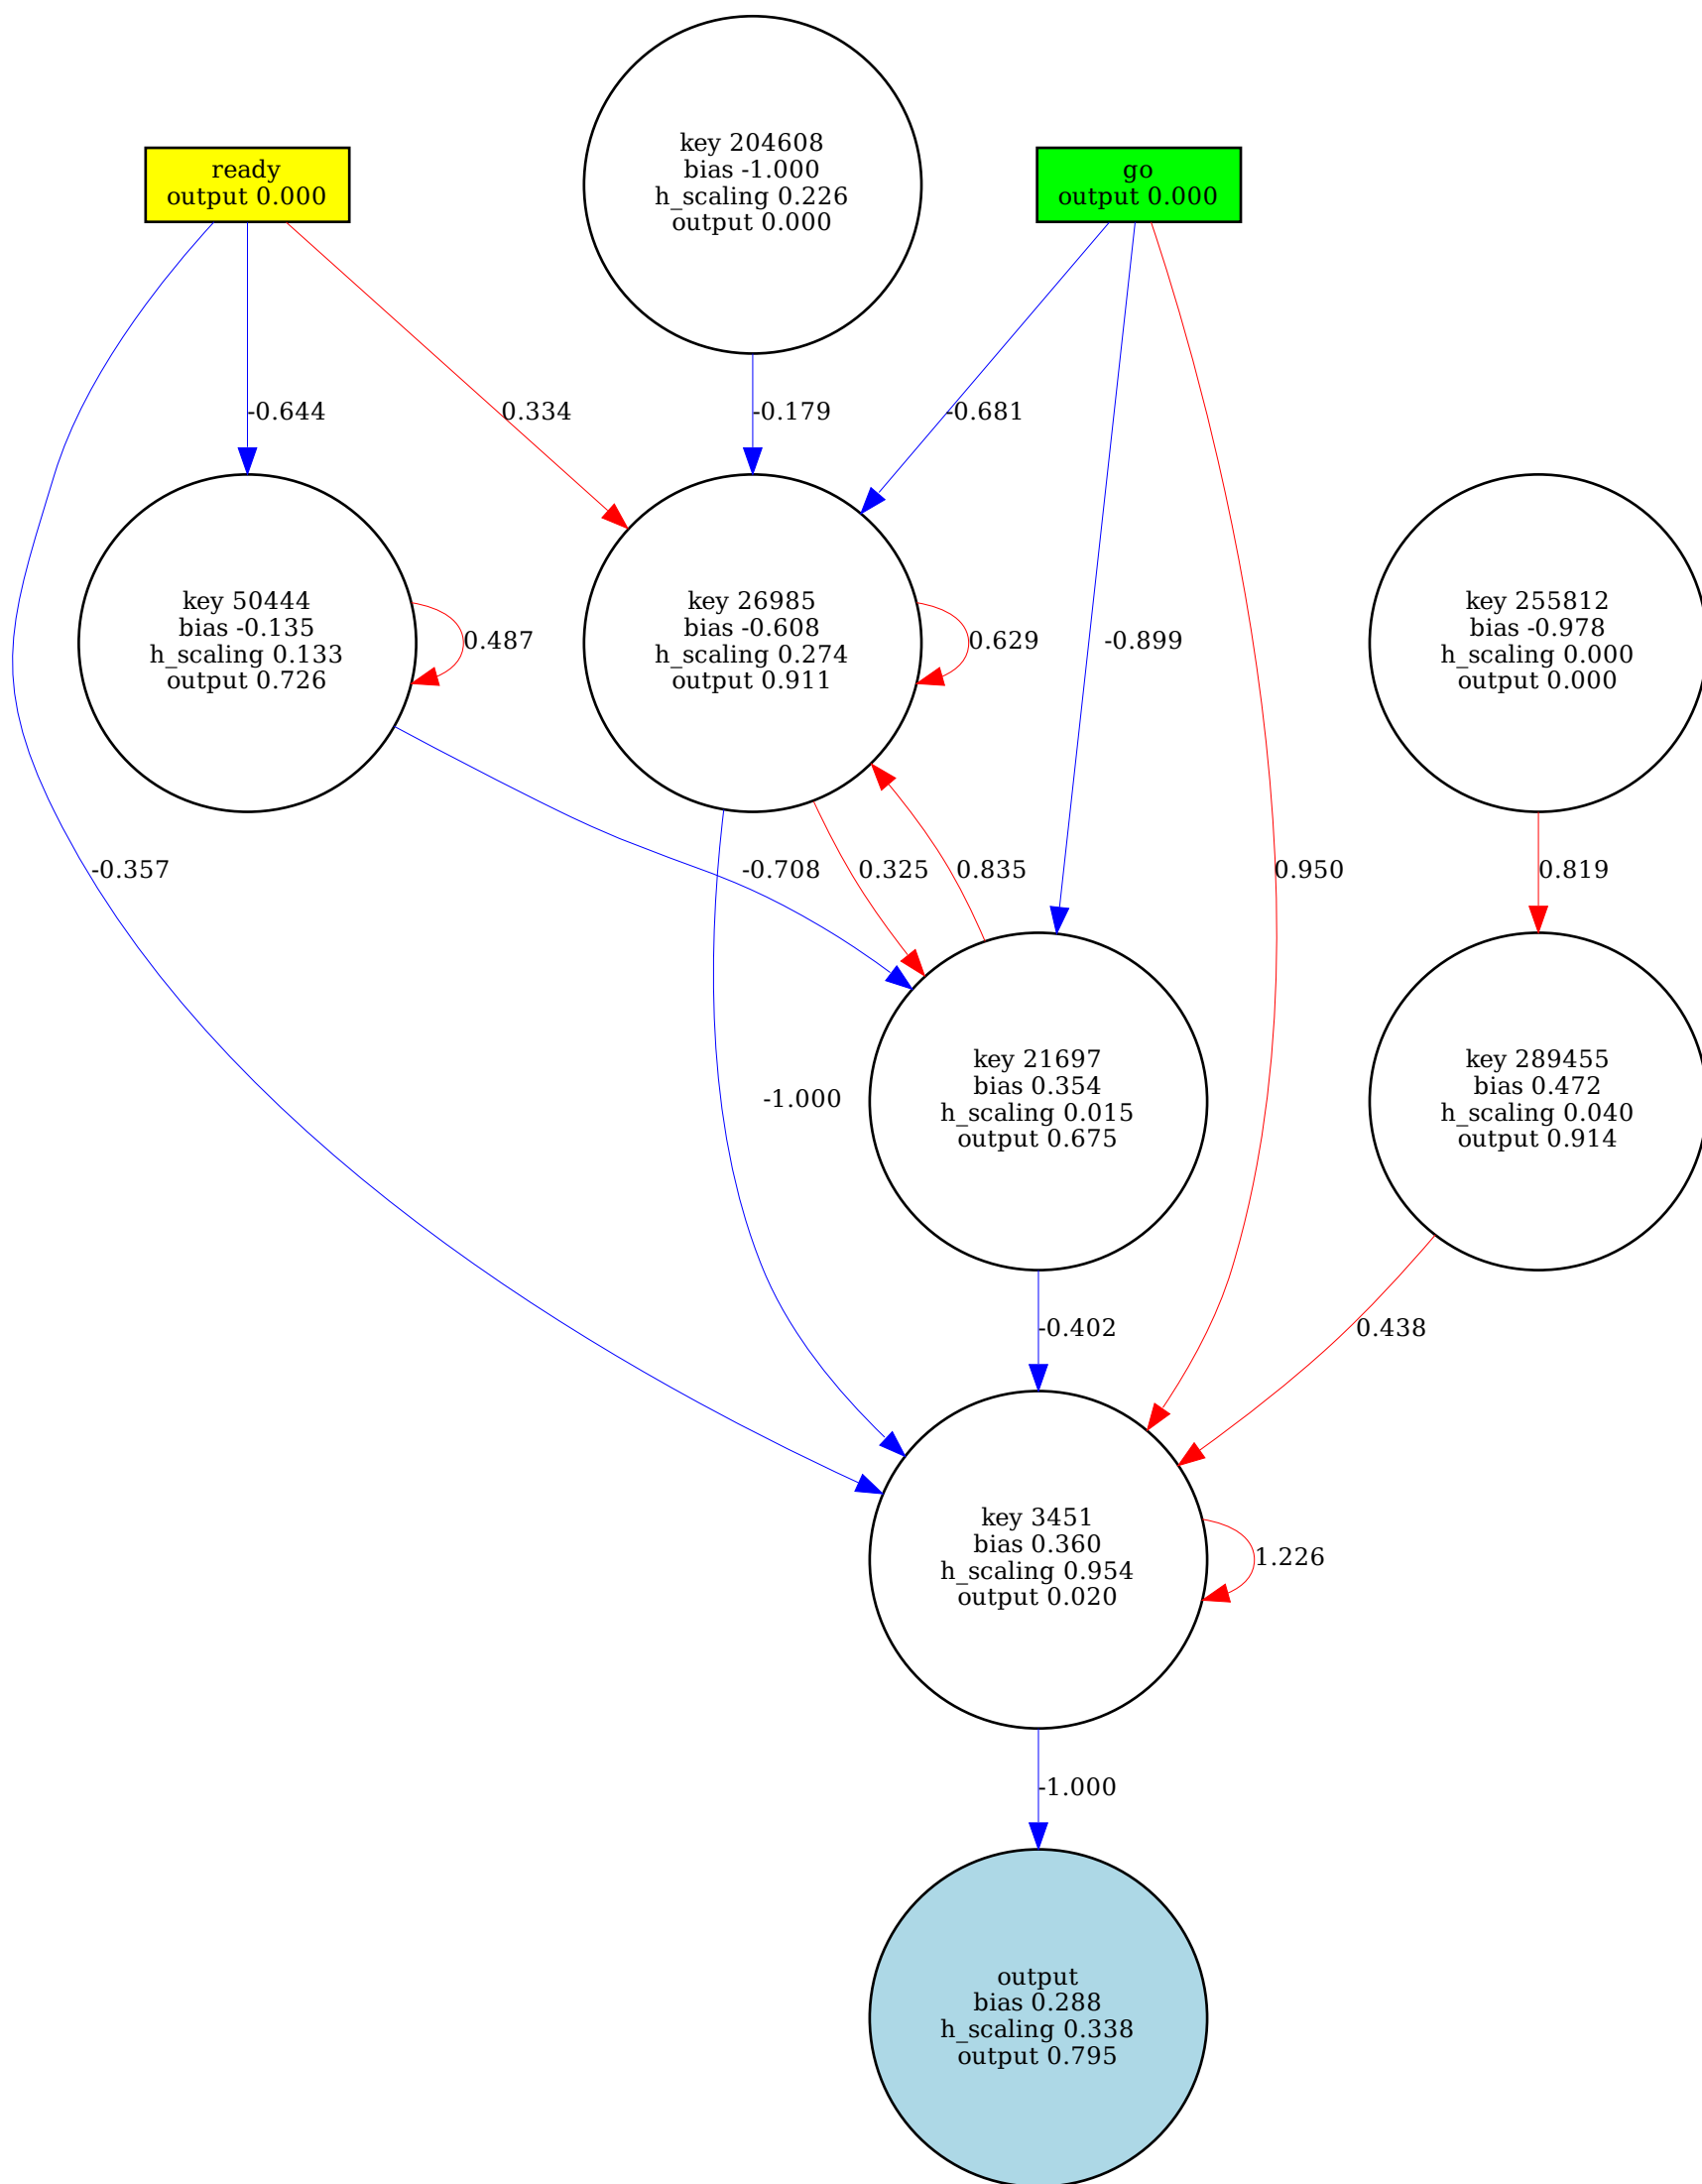 key 204608
bias -1.000
h_scaling 0.226
output 0.000
ready
output 0.000
go
output 0.000
-0.644
0.334
-0.179
-0.681
key 50444
bias -0.135
h_scaling 0.133
output 0.726
0.487
key 26985
bias -0.608
h_scaling 0.274
output 0.911
0.629
-0.899
key 255812
bias -0.978
h_scaling 0.000
output 0.000
-0.357
-0.708
0.325
0.835
0.950
0.819
-1.000
key 21697
bias 0.354
h_scaling 0.015
output 0.675
key 289455
bias 0.472
h_scaling 0.040
output 0.914
-0.402
0.438
key 3451
bias 0.360
h_scaling 0.954
output 0.020
1.226
-1.000
output
bias 0.288
h_scaling 0.338
output 0.795